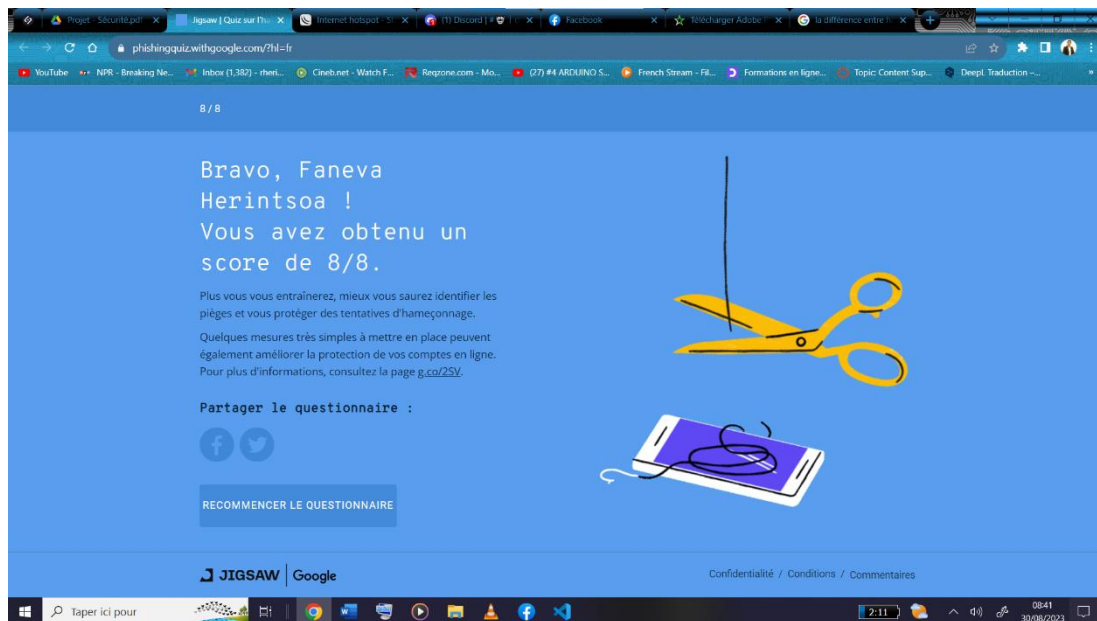 Projet - Sécurité.pdf
Jigsaw | Quiz sur l'ha
Internet hotspot - S
(1) Discord | #
Facebook
Télécharger Adobe
la différence entre h
phishingquiz.withgoogle.com/?hl=fr
YouTube
NPR - Breaking Ne...
Inbox (1,382) - rheri...
Cineb.net - Watch F...
Reqzone.com - Mo...
(27) #4 ARDUINO S...
French Stream - Fil...
Formations en ligne...
Topic: Content Sup...
DeepL Traduction –...
»
8 / 8
Bravo, Faneva
Herintsoa !
Vous avez obtenu un
score de 8/8.
Plus vous vous entraînerez, mieux vous saurez identifier les
pièges et vous protéger des tentatives d'hameçonnage.
Quelques mesures très simples à mettre en place peuvent
également améliorer la protection de vos comptes en ligne.
Pour plus d'informations, consultez la page g.co/2SV.
Partager le questionnaire :
RECOMMENCER LE QUESTIONNAIRE
JIGSAW | Google
Confidentialité / Conditions / Commentaires
Taper ici pour
2:11
08:41
30/08/2023